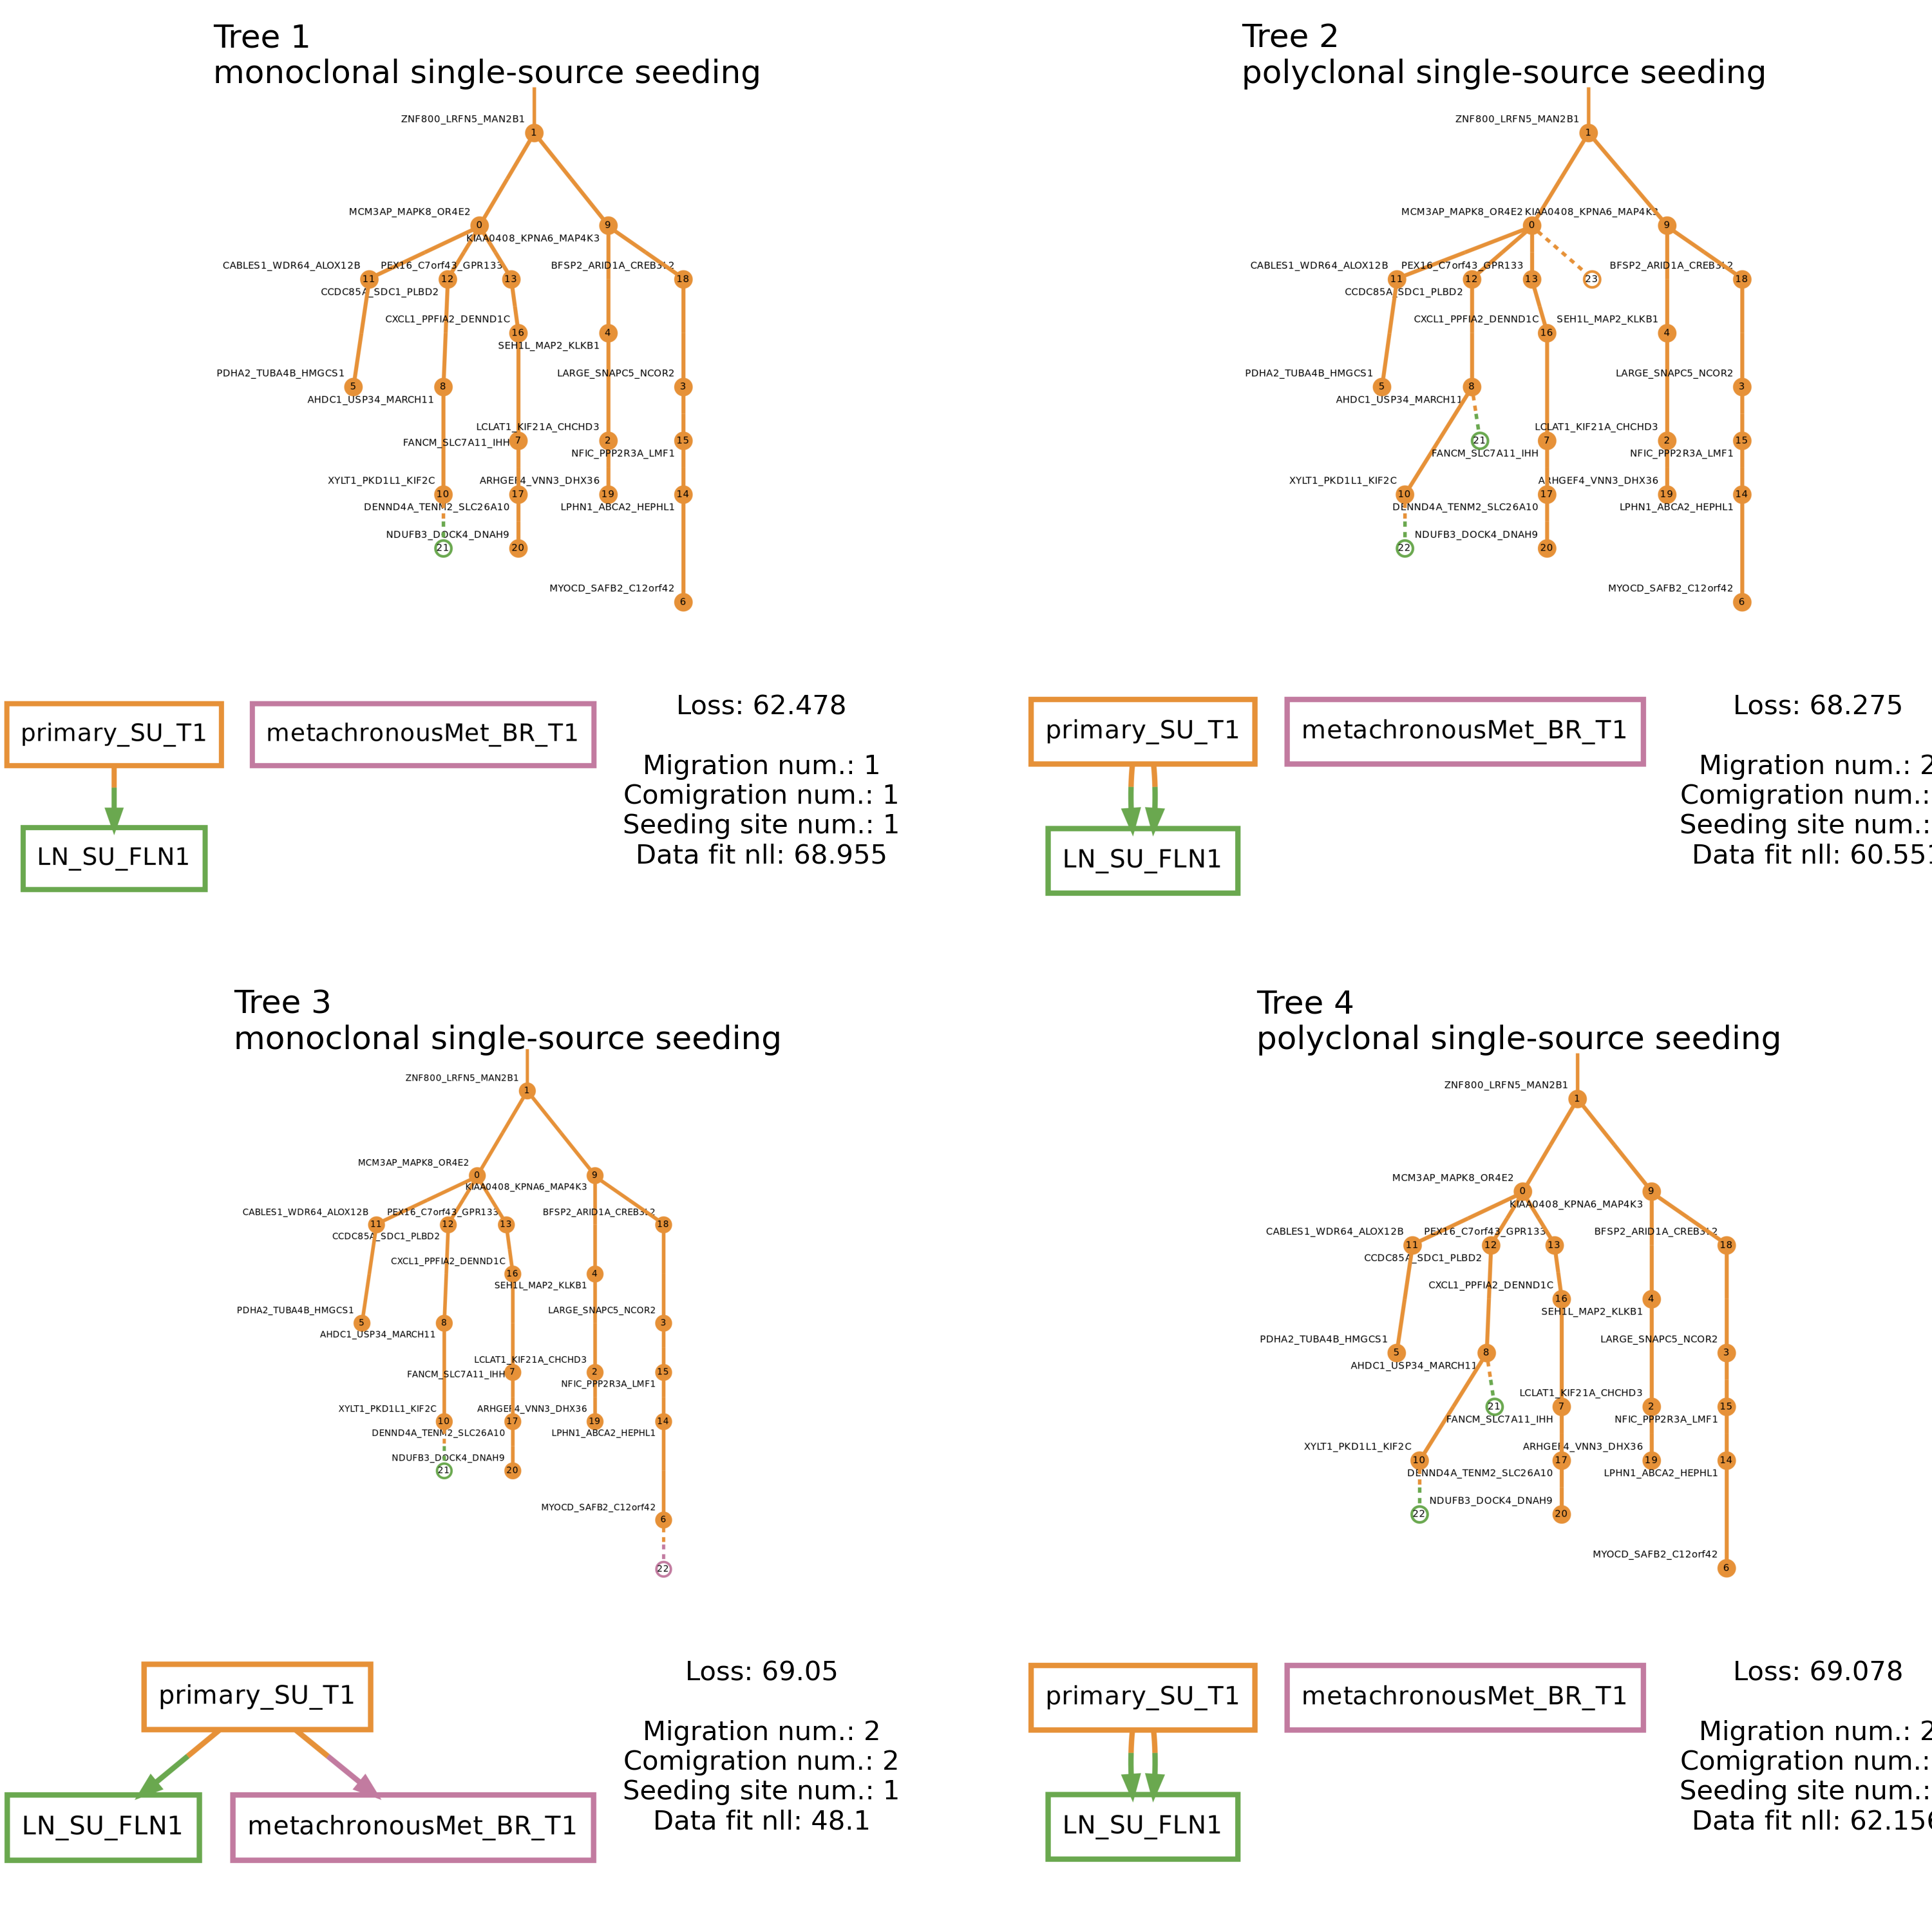 Tree 1
monoclonal single-source seeding
ZNF800_LRFN5_MAN2B1
1
MCM3AP_MAPK8_OR4E2
0
9
KIAA0408_KPNA6_MAP4K3
CABLES1_WDR64_ALOX12B
PEX16_C7orf43_GPR133
11
12
13
18
CCDC85A_SDC1_PLBD2
CXCL1_PPFIA2_DENND1C
16
4
SEH1L_MAP2_KLKB1
PDHA2_TUBA4B_HMGCS1
LARGE_SNAPC5_NCOR2
5
8
3
AHDC1_USP34_MARCH11
LCLAT1_KIF21A_CHCHD3
FANCM_SLC7A11_IHH
7
2
15
NFIC_PPP2R3A_LMF1
XYLT1_PKD1L1_KIF2C
ARHGEF4_VNN3_DHX36
10
17
19
14
DENND4A_TENM2_SLC26A10
LPHN1_ABCA2_HEPHL1
NDUFB3_DOCK4_DNAH9
21
20
MYOCD_SAFB2_C12orf42
6
primary_SU_T1
metachronousMet_BR_T1
LN_SU_FLN1
Loss: 62.478
Migration num.: 1
Comigration num.: 1
Seeding site num.: 1
Data fit nll: 68.955
Tree 2
polyclonal single-source seeding
ZNF800_LRFN5_MAN2B1
1
MCM3AP_MAPK8_OR4E2
KIAA0408_KPNA6_MAP4K3
0
9
CABLES1_WDR64_ALOX12B
PEX16_C7orf43_GPR133
11
12
13
23
18
CCDC85A_SDC1_PLBD2
CXCL1_PPFIA2_DENND1C
SEH1L_MAP2_KLKB1
16
4
PDHA2_TUBA4B_HMGCS1
LARGE_SNAPC5_NCOR2
5
8
3
AHDC1_USP34_MARCH11
LCLAT1_KIF21A_CHCHD3
21
7
2
15
FANCM_SLC7A11_IHH
NFIC_PPP2R3A_LMF1
XYLT1_PKD1L1_KIF2C
ARHGEF4_VNN3_DHX36
10
17
19
14
DENND4A_TENM2_SLC26A10
LPHN1_ABCA2_HEPHL1
NDUFB3_DOCK4_DNAH9
22
20
MYOCD_SAFB2_C12orf42
6
primary_SU_T1
metachronousMet_BR_T1
LN_SU_FLN1
Loss: 68.275
Migration num.: 2
Comigration num.:
Seeding site num.:
Data fit nll: 60.551
Tree 3
monoclonal single-source seeding
ZNF800_LRFN5_MAN2B1
1
MCM3AP_MAPK8_OR4E2
0
9
KIAA0408_KPNA6_MAP4K3
CABLES1_WDR64_ALOX12B
PEX16_C7orf43_GPR133
11
12
13
18
CCDC85A_SDC1_PLBD2
CXCL1_PPFIA2_DENND1C
16
4
SEH1L_MAP2_KLKB1
PDHA2_TUBA4B_HMGCS1
LARGE_SNAPC5_NCOR2
5
8
3
AHDC1_USP34_MARCH11
LCLAT1_KIF21A_CHCHD3
FANCM_SLC7A11_IHH
7
2
15
NFIC_PPP2R3A_LMF1
XYLT1_PKD1L1_KIF2C
ARHGEF4_VNN3_DHX36
10
17
19
14
DENND4A_TENM2_SLC26A10
LPHN1_ABCA2_HEPHL1
NDUFB3_DOCK4_DNAH9
21
20
MYOCD_SAFB2_C12orf42
6
22
primary_SU_T1
LN_SU_FLN1
metachronousMet_BR_T1
Loss: 69.05
Migration num.: 2
Comigration num.: 2
Seeding site num.: 1
Data fit nll: 48.1
Tree 4
polyclonal single-source seeding
ZNF800_LRFN5_MAN2B1
1
MCM3AP_MAPK8_OR4E2
0
9
KIAA0408_KPNA6_MAP4K3
CABLES1_WDR64_ALOX12B
PEX16_C7orf43_GPR133
11
12
13
18
CCDC85A_SDC1_PLBD2
CXCL1_PPFIA2_DENND1C
16
4
SEH1L_MAP2_KLKB1
PDHA2_TUBA4B_HMGCS1
LARGE_SNAPC5_NCOR2
5
8
3
AHDC1_USP34_MARCH11
LCLAT1_KIF21A_CHCHD3
21
7
2
15
FANCM_SLC7A11_IHH
NFIC_PPP2R3A_LMF1
XYLT1_PKD1L1_KIF2C
ARHGEF4_VNN3_DHX36
10
17
19
14
DENND4A_TENM2_SLC26A10
LPHN1_ABCA2_HEPHL1
NDUFB3_DOCK4_DNAH9
22
20
MYOCD_SAFB2_C12orf42
6
primary_SU_T1
metachronousMet_BR_T1
LN_SU_FLN1
Loss: 69.078
Migration num.: 2
Comigration num.:
Seeding site num.:
Data fit nll: 62.156